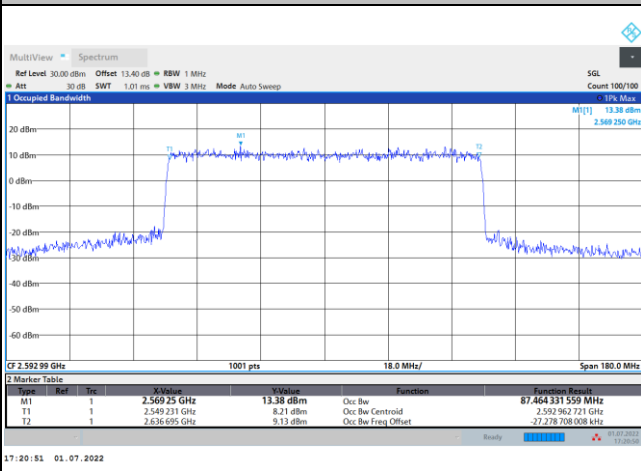 MultiView Spectrum
Ref Level 30.00 dBm Offset 13.40 dB RBW 1 MHz SGL
Att 30 dB SWT 1.01 ms VBW 3 MHz Mode Auto Sweep Count 100/100
1 Occupied Bandwidth 1Pk Max
M1[1] 13.38 dBm
2.569 250 GHz
20 dBm
M1
T1 T2
10 dBm
0 dBm
-10 dBm
-20 dBm
-30 dBm
-40 dBm
-50 dBm
-60 dBm
CF 2.592 99 GHz 1001 pts 18.0 MHz/ Span 180.0 MHz
2 Marker Table
Type Ref Trc X-Value Y-Value Function Function Result
M1 1 2.569 25 GHz 13.38 dBm Occ Bw 87.464 331 559 MHz
T1 1 2.549 231 GHz 8.21 dBm Occ Bw Centroid 2.592 962 721 GHz
T2 1 2.636 695 GHz 9.13 dBm Occ Bw Freq Offset -27.278 708 008 kHz
Ready 01.07.2022
17:20:50
17:20:51 01.07.2022